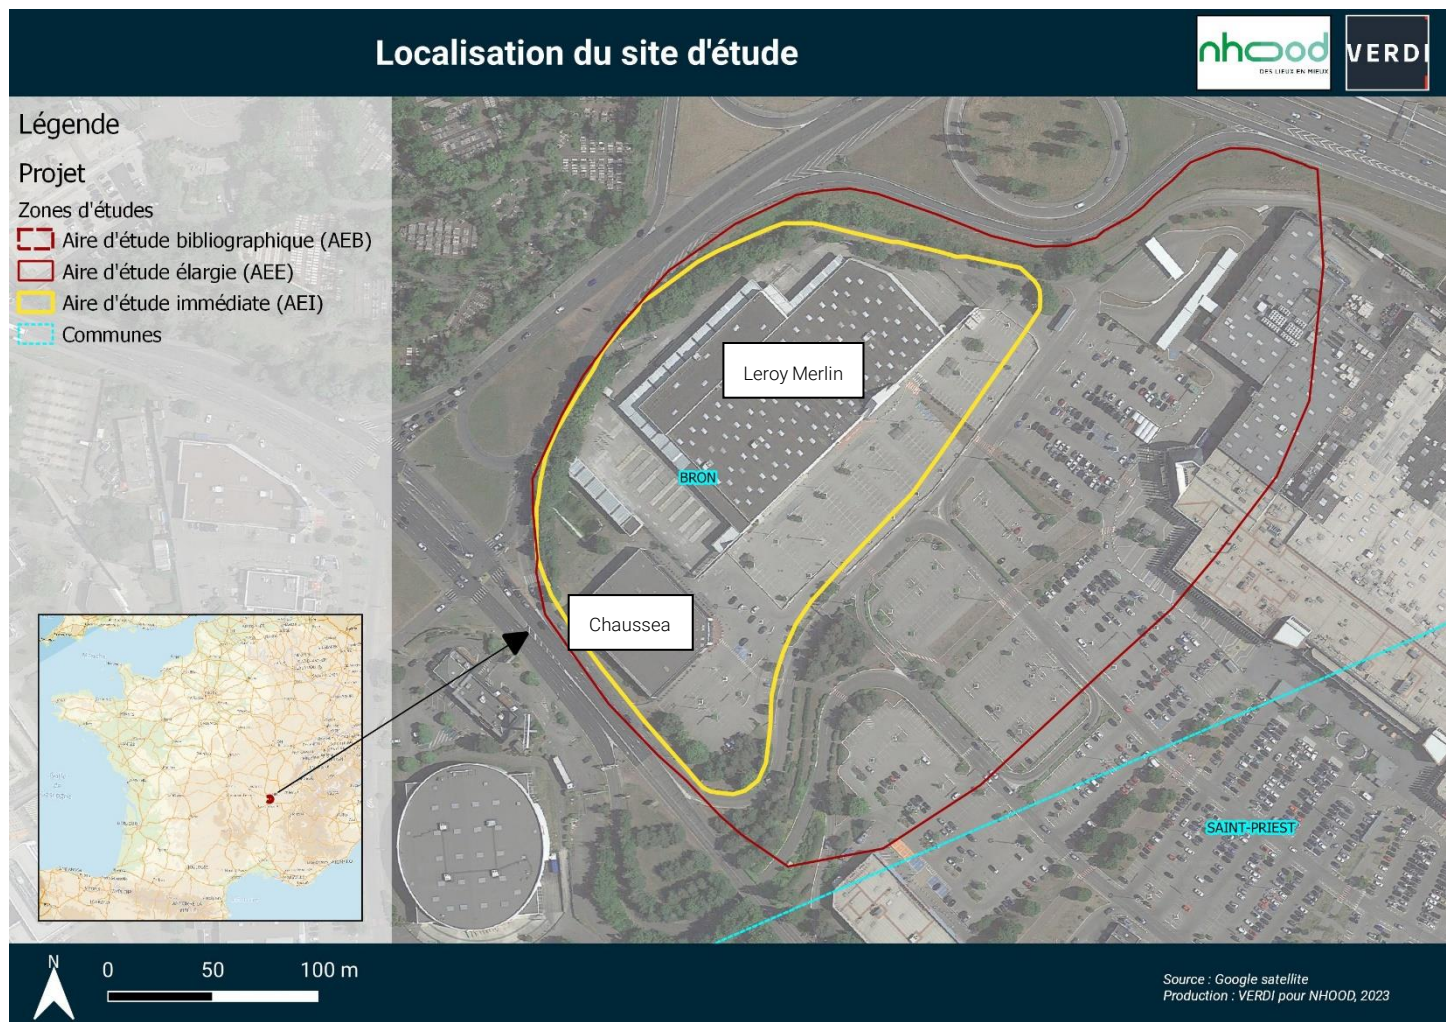 Localisation du site d'étude
nhood
DES LIEUX EN MIEUX
VERDI
Légende
Projet
Zones d'études
Aire d'étude bibliographique (AEB)
Aire d'étude élargie (AEE)
Aire d'étude immédiate (AEI)
Communes
Leroy Merlin
BRON
Chaussea
SAINT-PRIEST
N
0 50 100 m
Source : Google satellite
Production : VERDI pour NHOOD, 2023